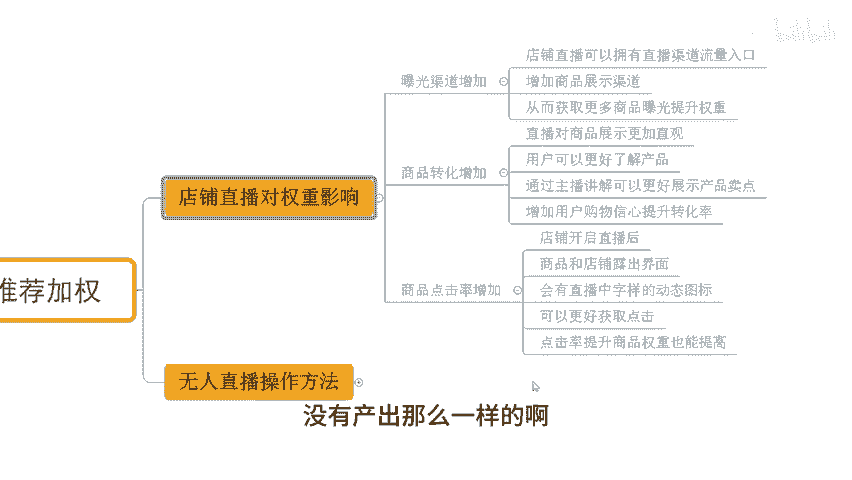 店铺直播可以拥有直播渠道流量入口
曝光渠道增加
增加商品展示渠道
从而获取更多商品曝光提升权重
直播对商品展示更加直观
用户可以更好了解产品
商品转化增加
通过主播讲解可以更好展示产品卖点
店铺直播对权重影响
增加用户购物信心提升转化率
店铺开启直播后
商品和店铺露出界面
推荐加权
商品点击率增加
会有直播中字样的动态图标
可以更好获取点击
点击率提升商品权重也能提高
无人直播操作方法
没有产出那么一样的啊